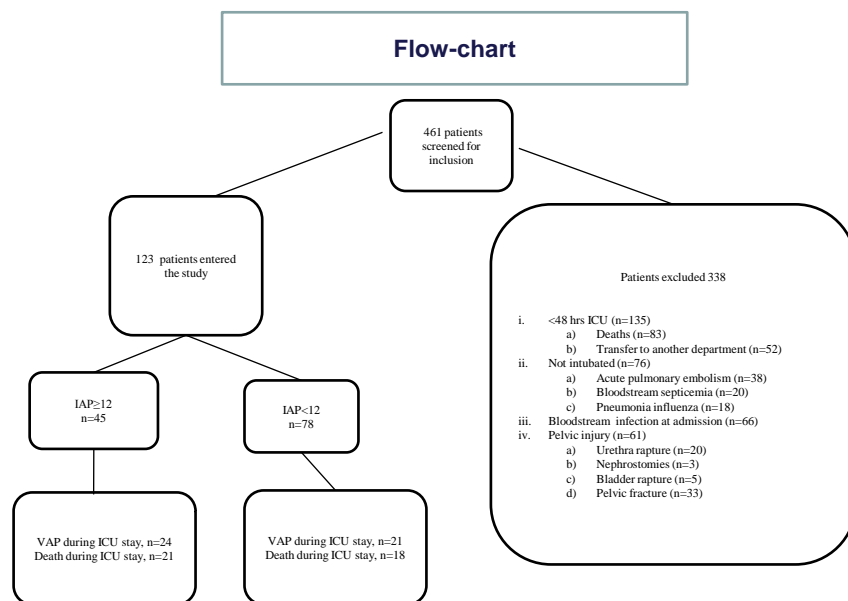 Flow-chart
461 patients
screened for
inclusion
123 patients entered
the study
Patients excluded 338
i. <48 hrs ICU (n=135)
a) Deaths (n=83)
b) Transfer to another department (n=52)
ii. Not intubated (n=76)
a) Acute pulmonary embolism (n=38)
b) Bloodstream septicemia (n=20)
c) Pneumonia influenza (n=18)
iii. Bloodstream infection at admission (n=66)
iv. Pelvic injury (n=61)
a) Urethra rapture (n=20)
b) Nephrostomies (n=3)
c) Bladder rapture (n=5)
d) Pelvic fracture (n=33)
IAP≥12
n=45
IAP<12
n=78
VAP during ICU stay, n=24
Death during ICU stay, n=21
VAP during ICU stay, n=21
Death during ICU stay, n=18